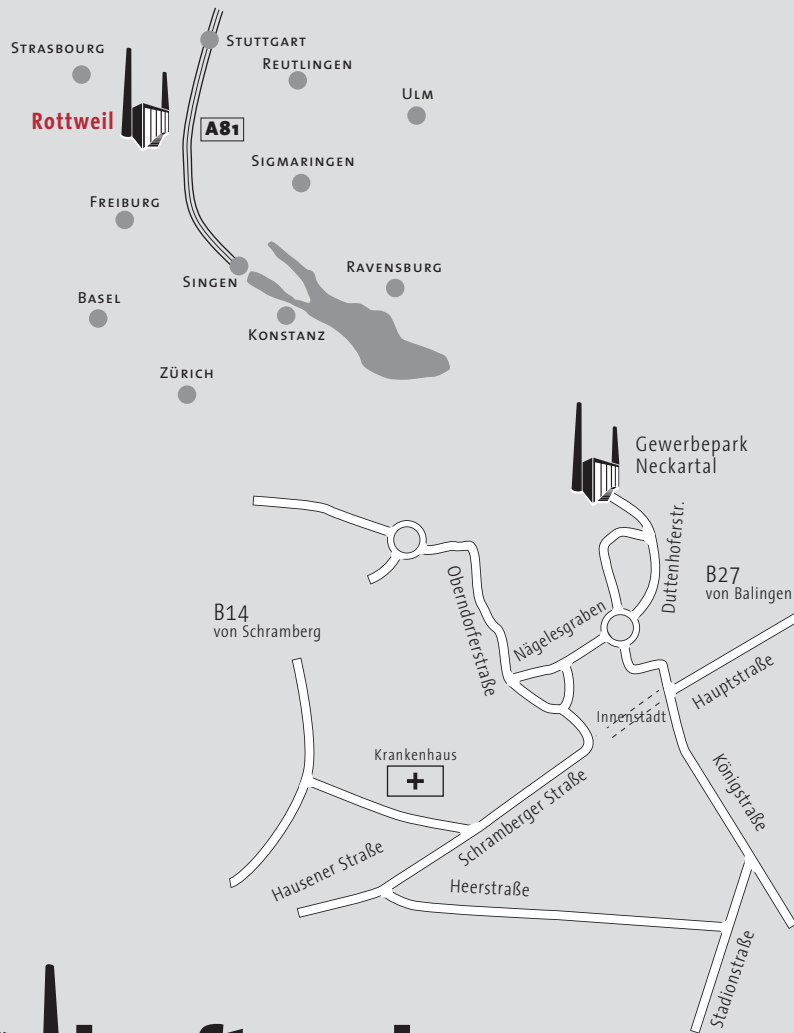 STRASBOURG
STUTTGART
REUTLINGEN
ULM
Rottweil
A81
SIGMARINGEN
FREIBURG
SINGEN
RAVENSBURG
BASEL
KONSTANZ
ZÜRICH
Gewerbepark
Neckartal
Duttenhoferstr.
B27
von Balingen
B14
von Schramberg
Oberndorferstraße
Nägelesgraben
Hauptstraße
Innenstadt
Krankenhaus
+
Königstraße
Schramberger Straße
Hausener Straße
Heerstraße
Stadionstraße